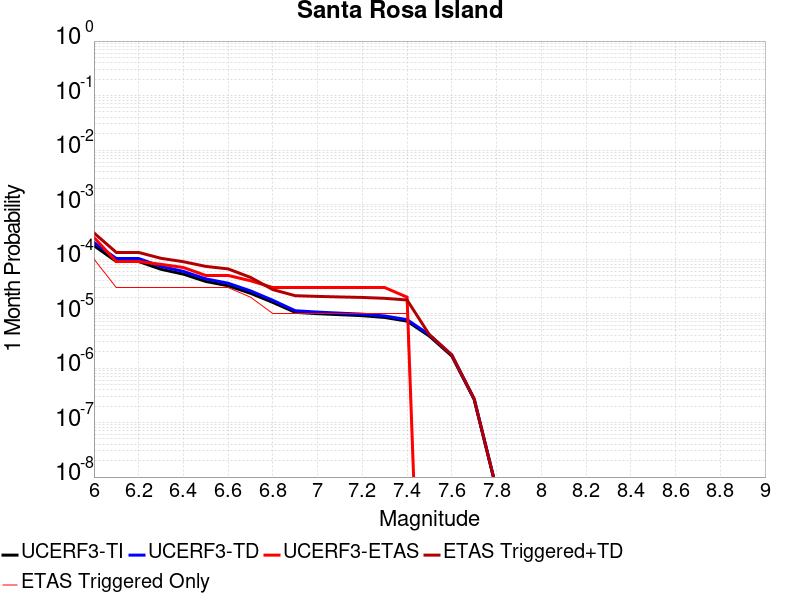 Santa Rosa Island
10^0
10^-1
10^-2
10^-3
10^-4
10^-5
10^-6
10^-7
10^-8
1 Month Probability
6 6.2 6.4 6.6 6.8 7 7.2 7.4 7.6 7.8 8 8.2 8.4 8.6 8.8 9
Magnitude
UCERF3-TI UCERF3-TD UCERF3-ETAS ETAS Triggered+TD
ETAS Triggered Only